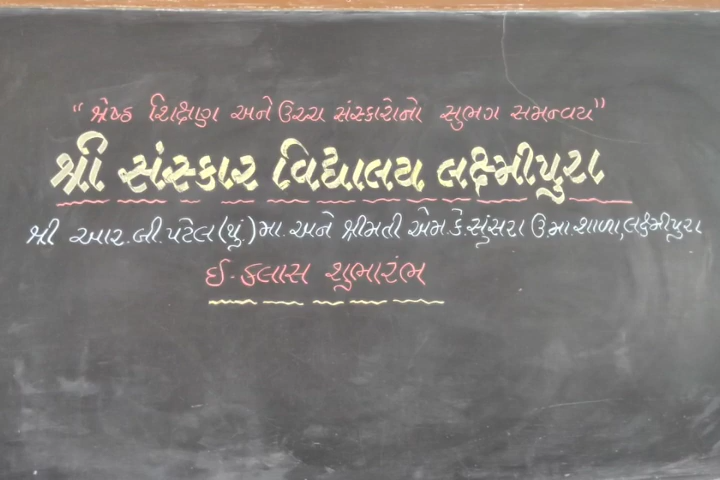 "શ્રેષ્ઠ શિક્ષણ અને ઉચ્ચ સંસ્કારોનો સુભગ સમન્વય"
શ્રી સંસ્કાર વિદ્યાલય લક્ષ્મીપુરા
શ્રી આર.બી.પટેલ(થું)મા.અને શ્રીમતી એમ.કે.સુંસરા ઉ.મા.શાળા,લક્ષ્મીપુરા
ઈ-ક્લાસ શુભારંભ